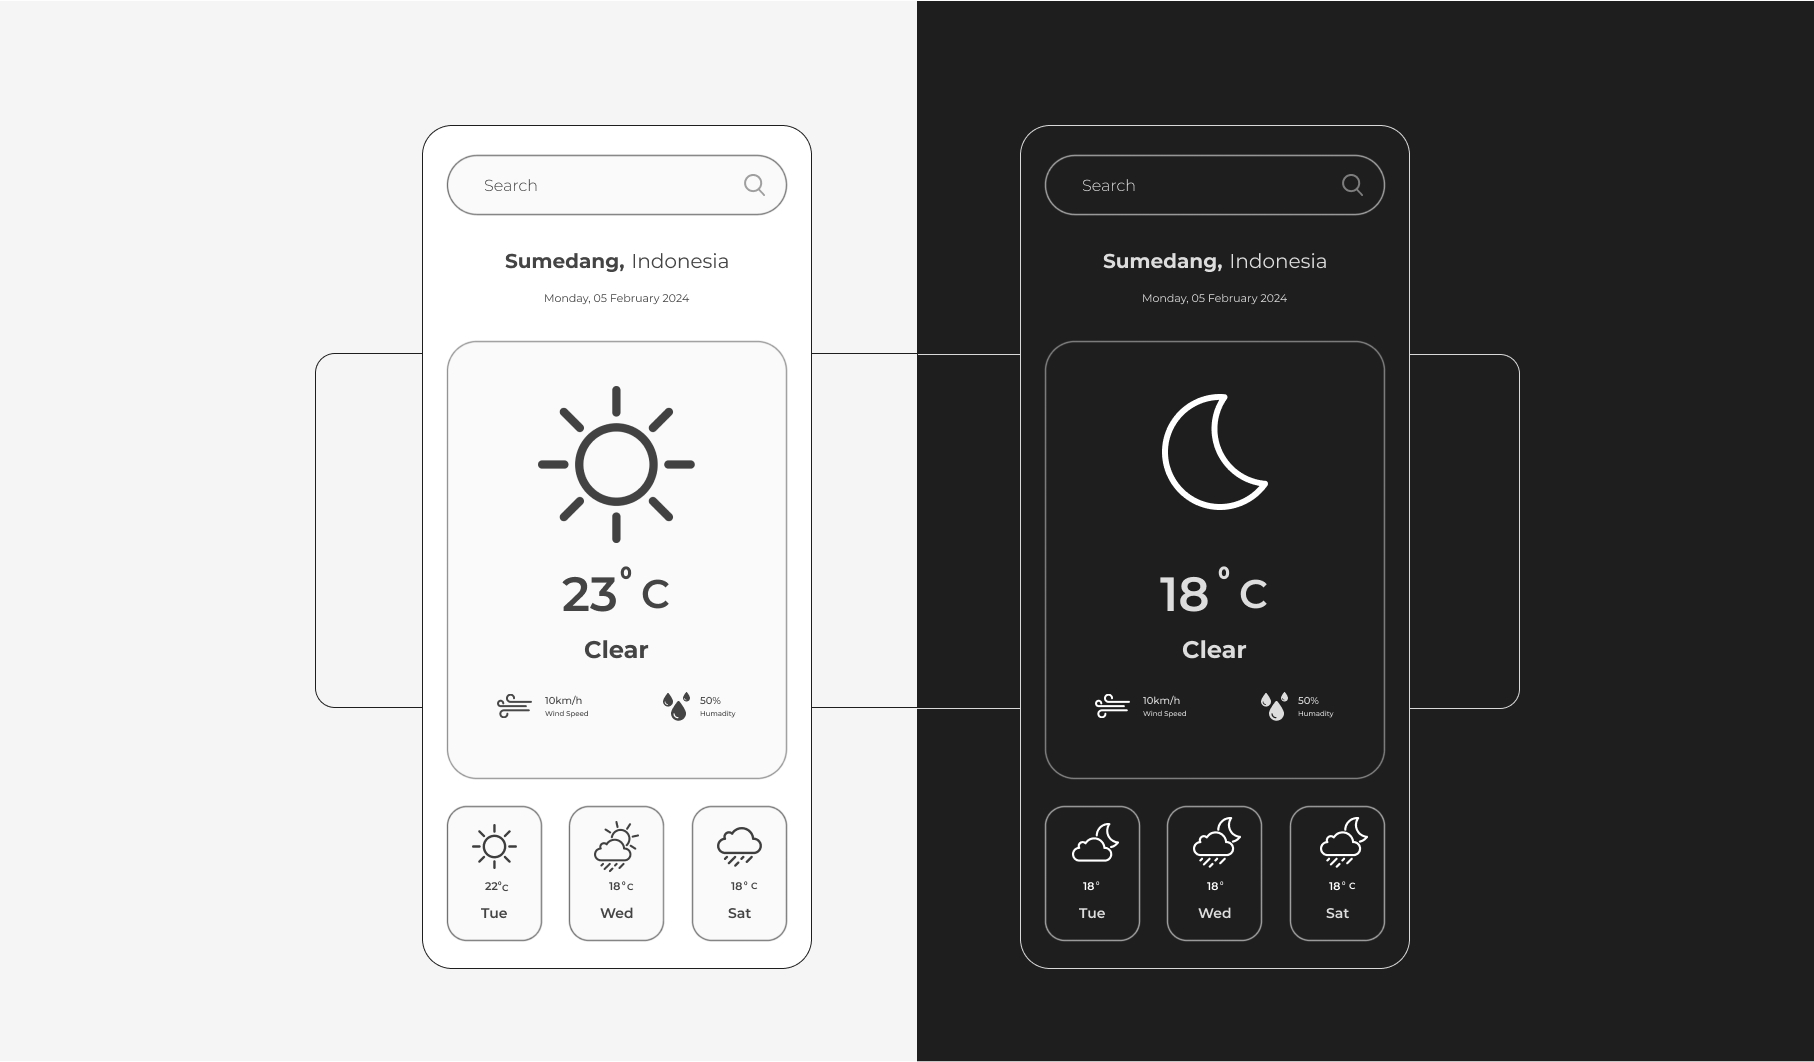 Search
Sumedang, Indonesia
Monday, 05 February 2024
23° C
Clear
10km/h
Wind Speed
50%
Humadity
22°C
Tue
18°C
Wed
18° C
Sat
Search
Sumedang, Indonesia
Monday, 05 February 2024
18° C
Clear
10km/h
Wind Speed
50%
Humadity
18°
Tue
18°
Wed
18° C
Sat